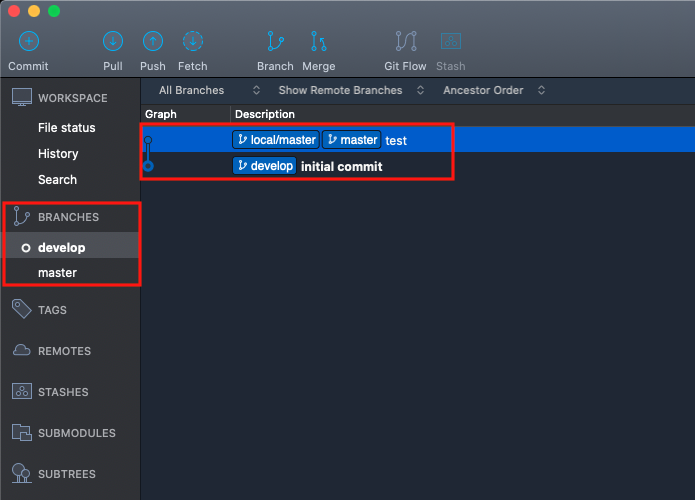 Commit Pull Push Fetch Branch Merge Git Flow Stash
WORKSPACE
File status
History
Search
BRANCHES
develop
master
TAGS
REMOTES
STASHES
SUBMODULES
SUBTREES
All Branches Show Remote Branches Ancestor Order
Graph Description
local/master master test
develop initial commit